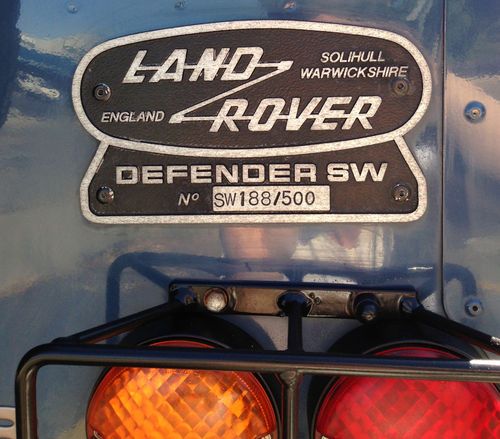 LAND
SOLIHULL
WARWICKSHIRE
ENGLAND
ROVER
DEFENDER SW
Nº SW188/500